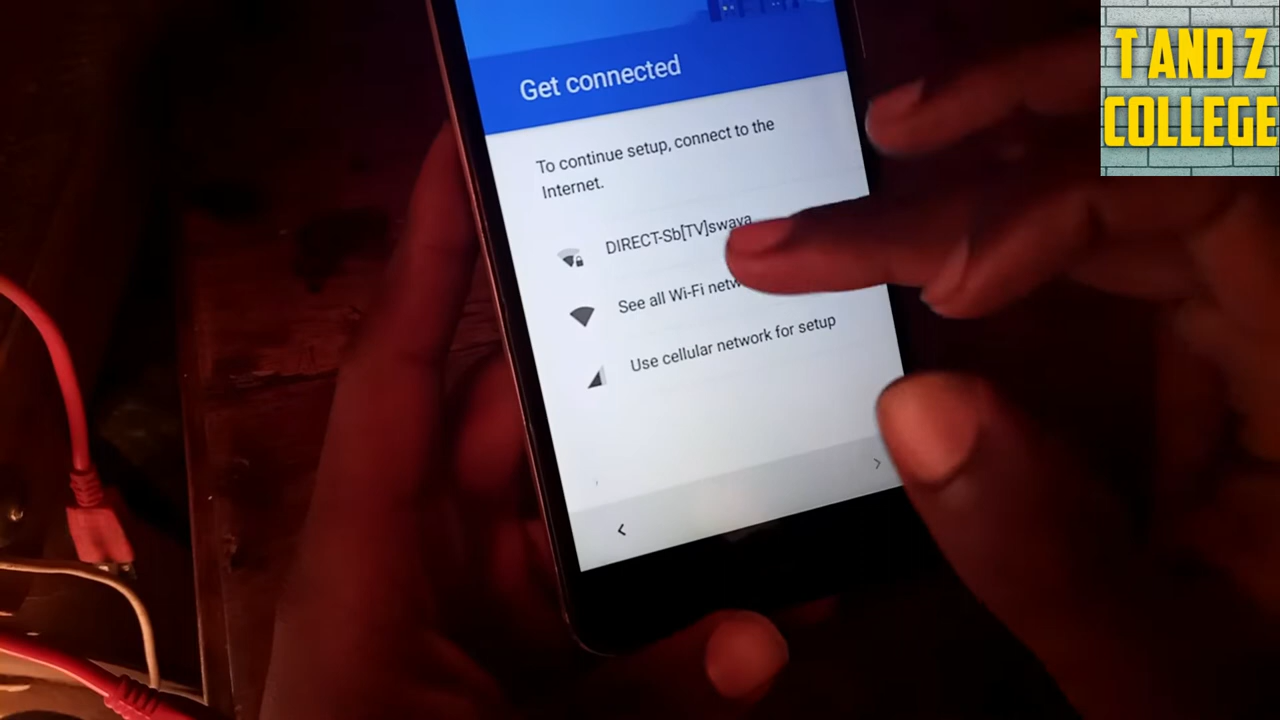 T AND Z
COLLEGE
Get connected
To continue setup, connect to the
Internet.
DIRECT-Sb[TV]swaya
See all Wi-Fi
Use cellular network for setup